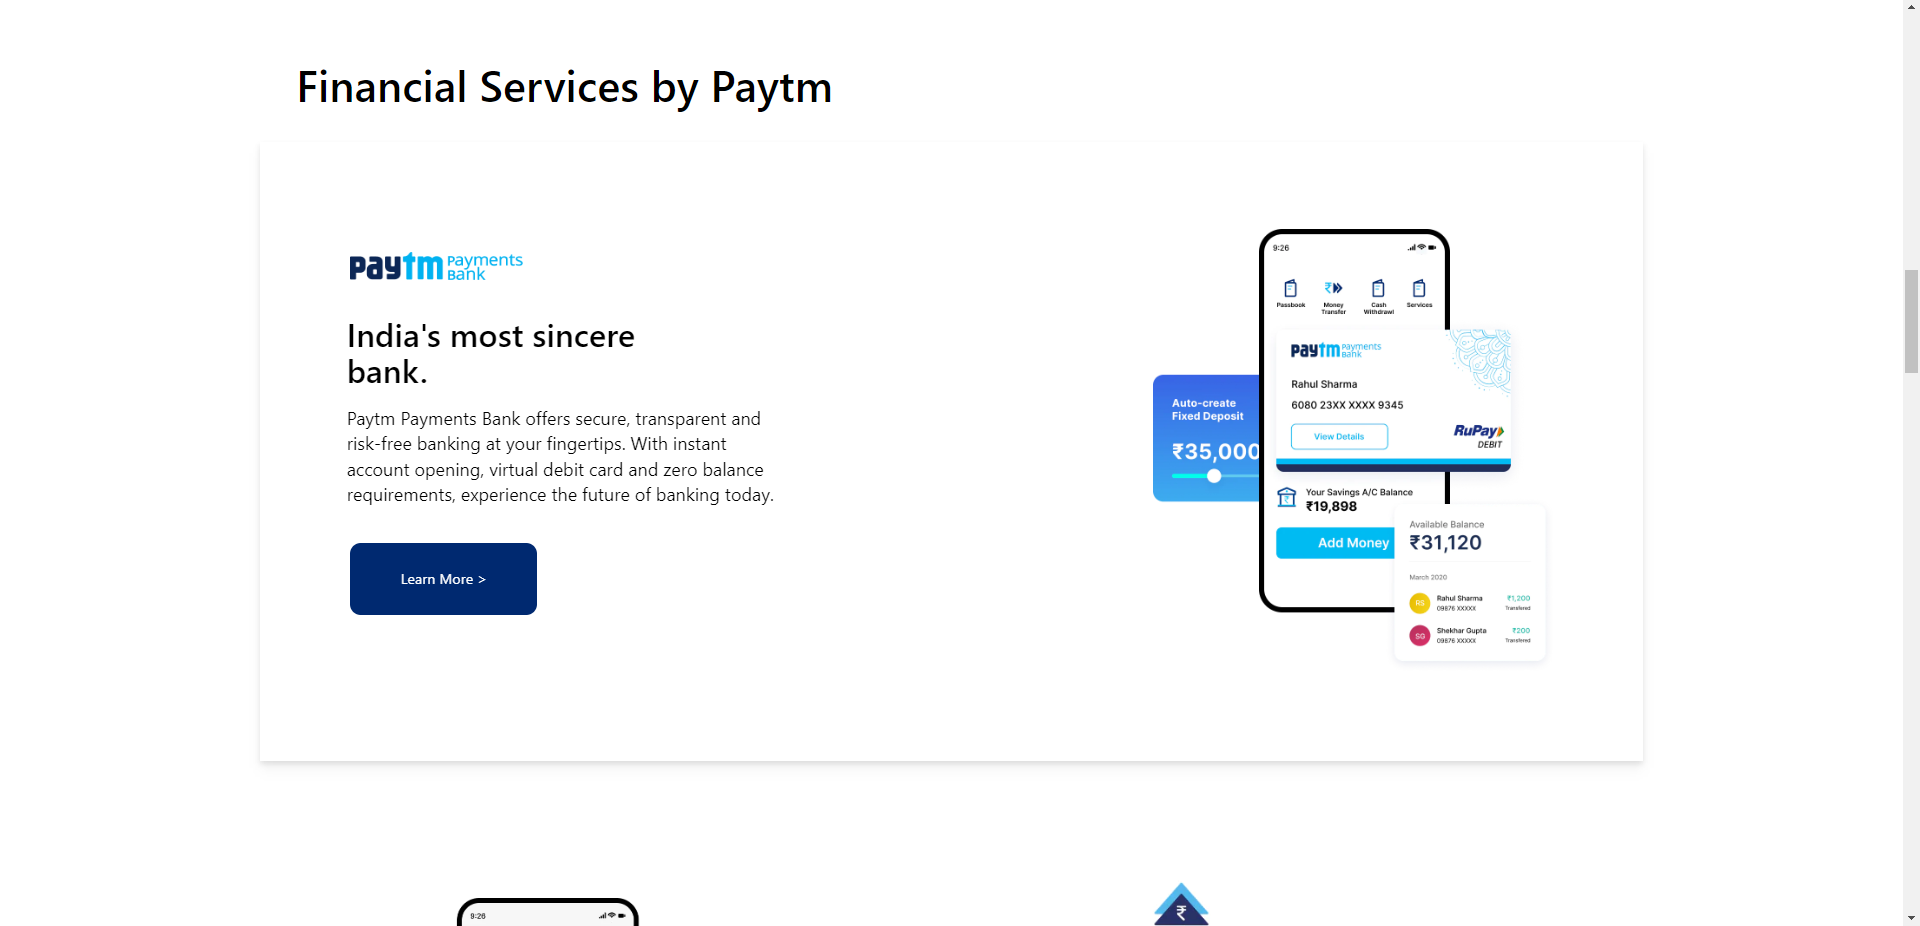 Financial Services by Paytm
paytm Payments Bank
India's most sincere
bank.
Paytm Payments Bank offers secure, transparent and
risk-free banking at your fingertips. With instant
account opening, virtual debit card and zero balance
requirements, experience the future of banking today.
Learn More >
9:26
Passbook
Money Transfer
Cash Withdrawl
Services
paytm Payments Bank
Rahul Sharma
6080 23XX XXXX 9345
View Details
RuPay
DEBIT
Auto-create
Fixed Deposit
₹35,000
Your Savings A/C Balance
₹19,898
Add Money
Available Balance
₹31,120
March 2020
RS
Rahul Sharma
₹1,200
09876 XXXXX
Transfered
SG
Shekhar Gupta
₹200
09876 XXXXX
Transfered
9:26
₹